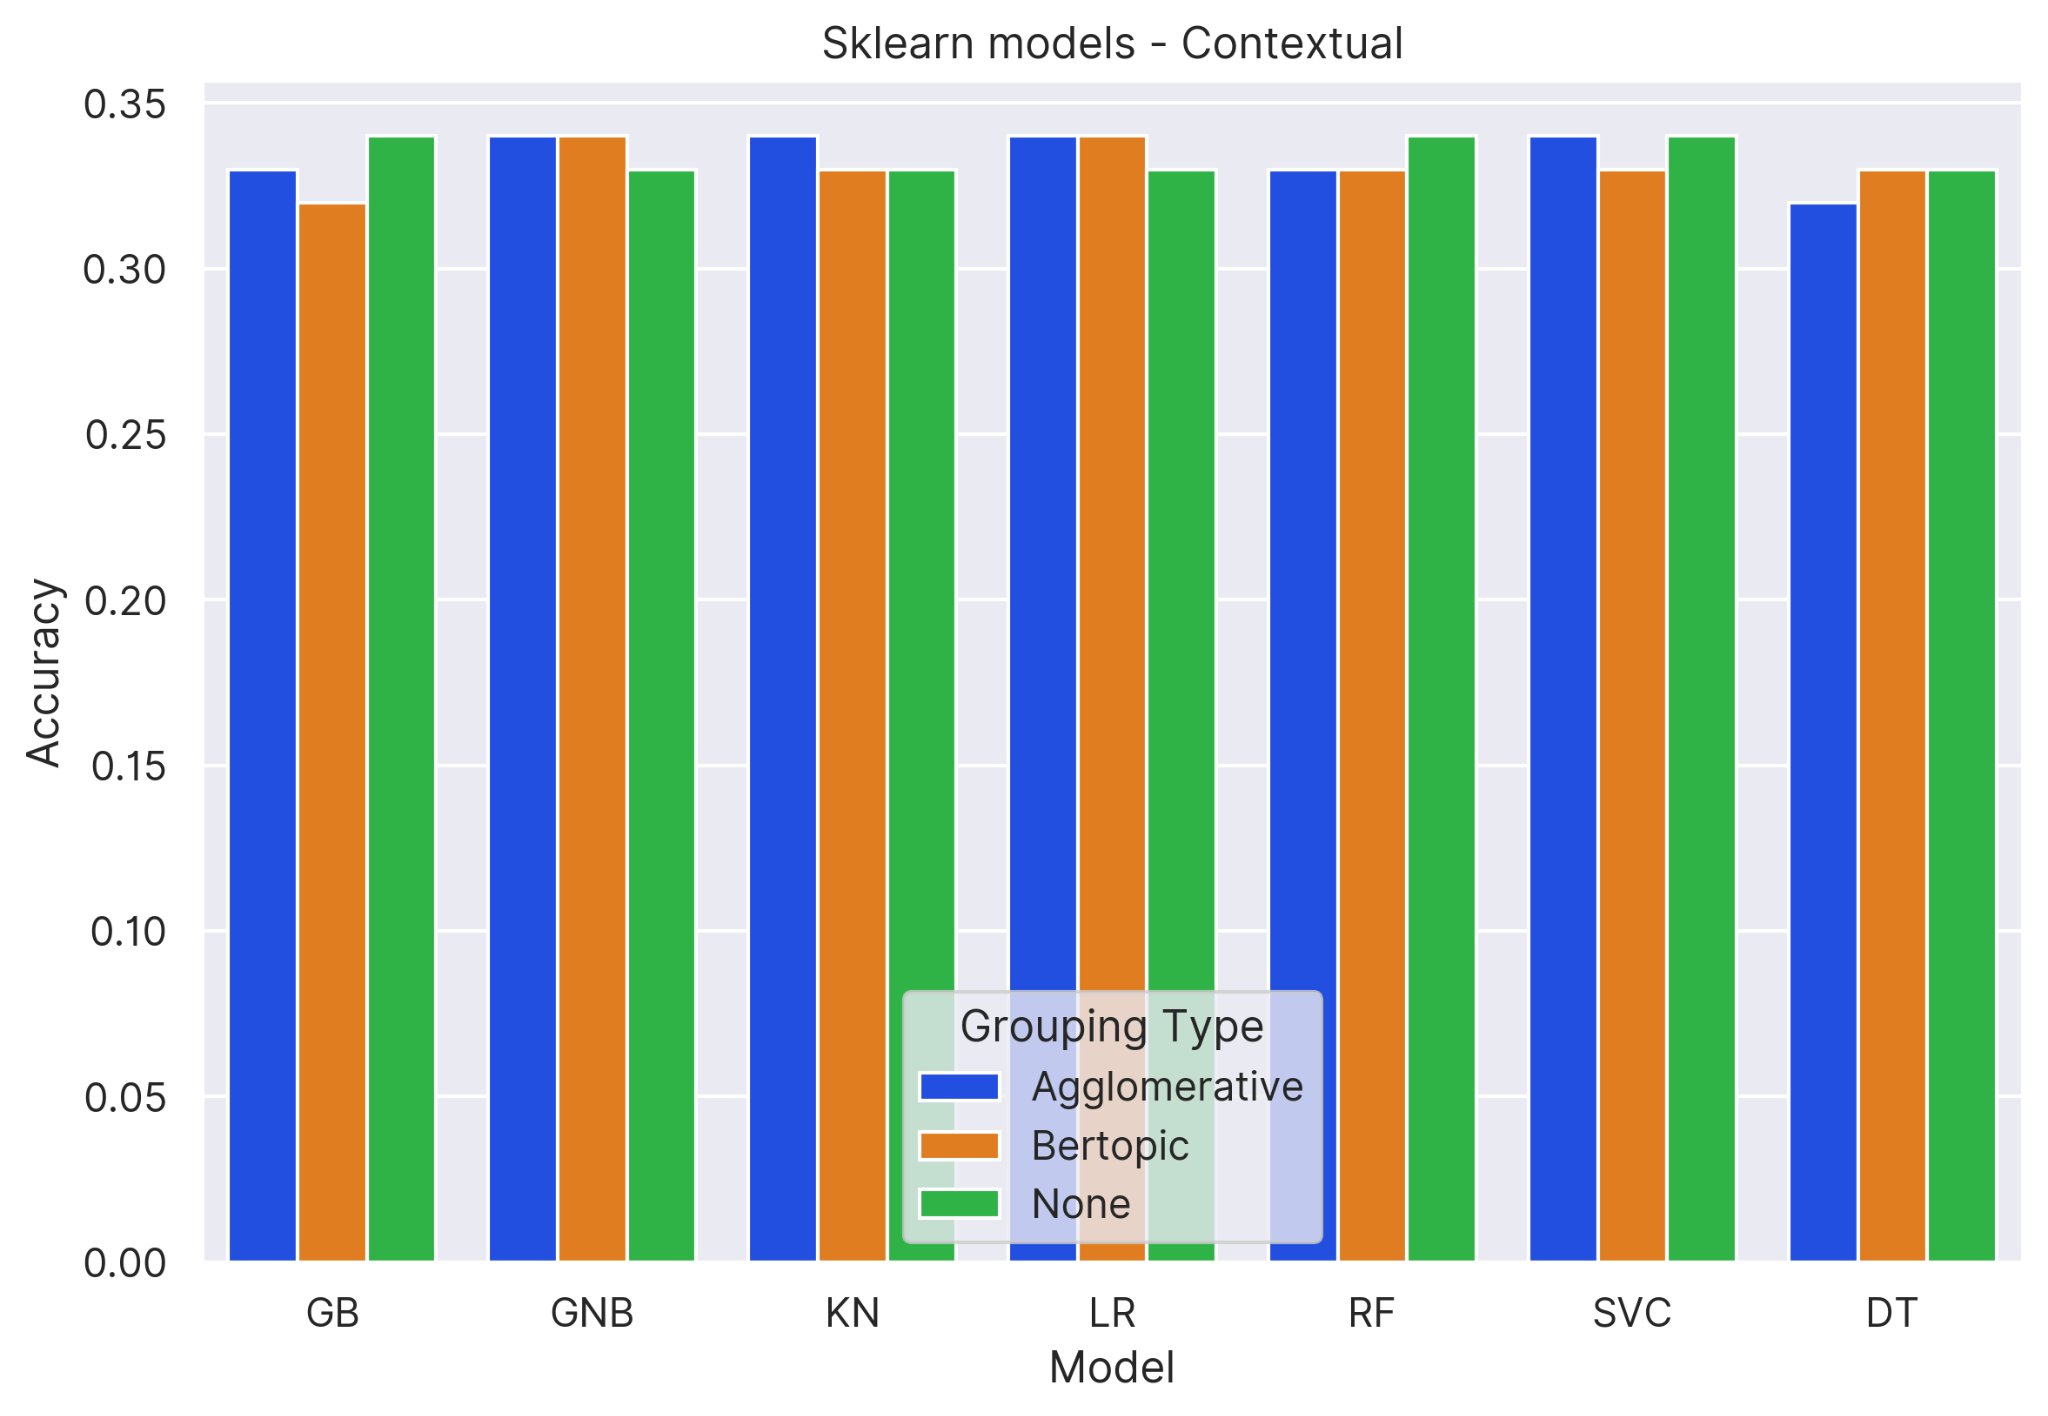 Sklearn models - Contextual
0.35
0.30
0.25
0.20
0.15
0.10
0.05
0.00
Accuracy
Grouping Type
Agglomerative
Bertopic
None
GB GNB KN LR RF SVC DT
Model